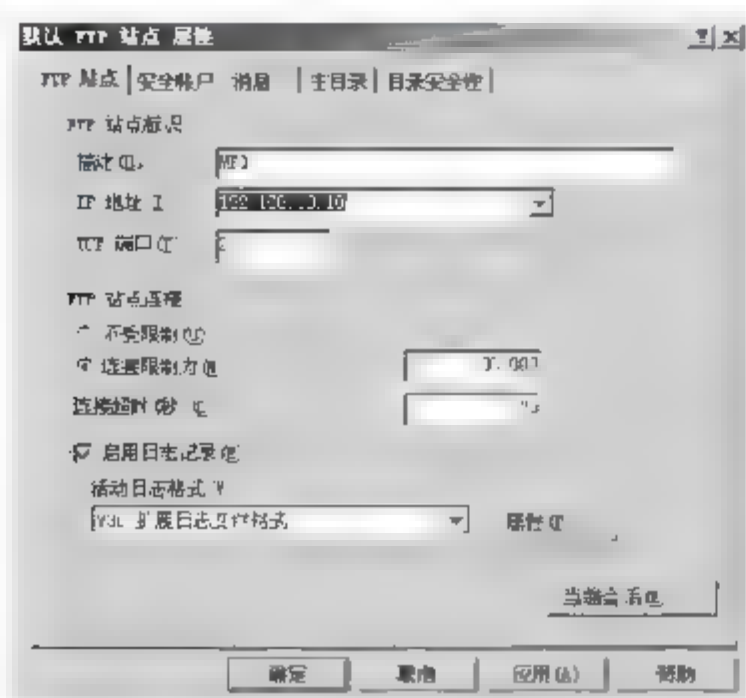 默认 FTP 站点 属性
FTP 站点 安全账户 消息 主目录 目录安全性
FTP 站点标识
描述(D):
IP 地址(I)
TCP 端口(T)
FTP 站点连接
不受限制(U)
连接限制为(M)
连接超时(秒)
启用日志记录(E)
活动日志格式(V)
W3C 扩展日志文件格式
属性(P)
当前会话
确定 取消 应用(A) 帮助